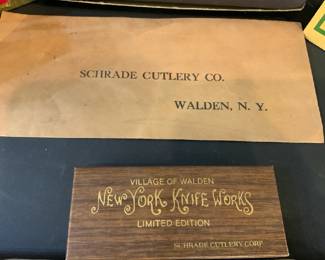 SCHRADE CUTLERY CO.
WALDEN, N. Y.
VILLAGE OF WALDEN
NEW YORK KNIFE WORKS
LIMITED EDITION
SCHRADE CUTLERY CORP.